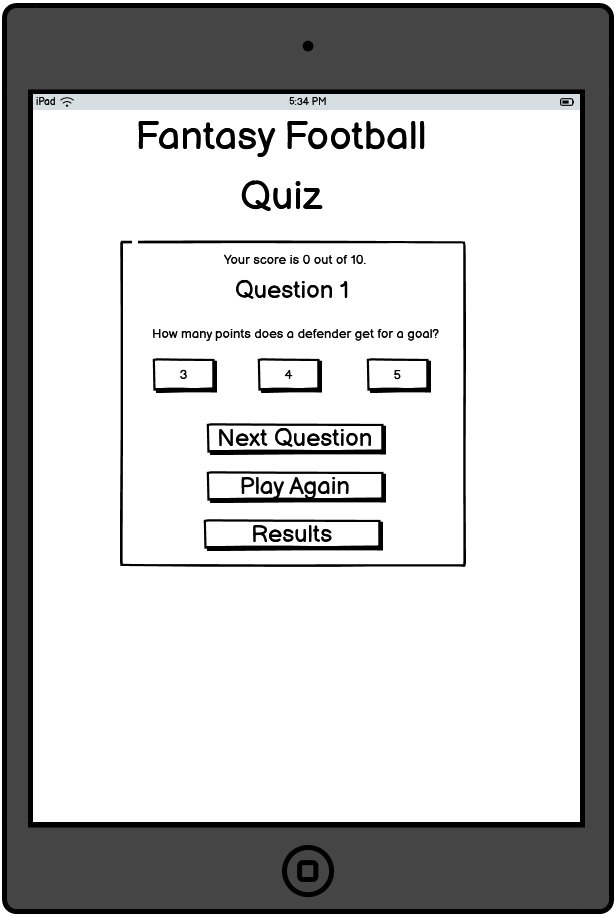 iPad 5:34 PM
Fantasy Football
Quiz
Your score is 0 out of 10.
Question 1
How many points does a defender get for a goal?
3 4 5
Next Question
Play Again
Results